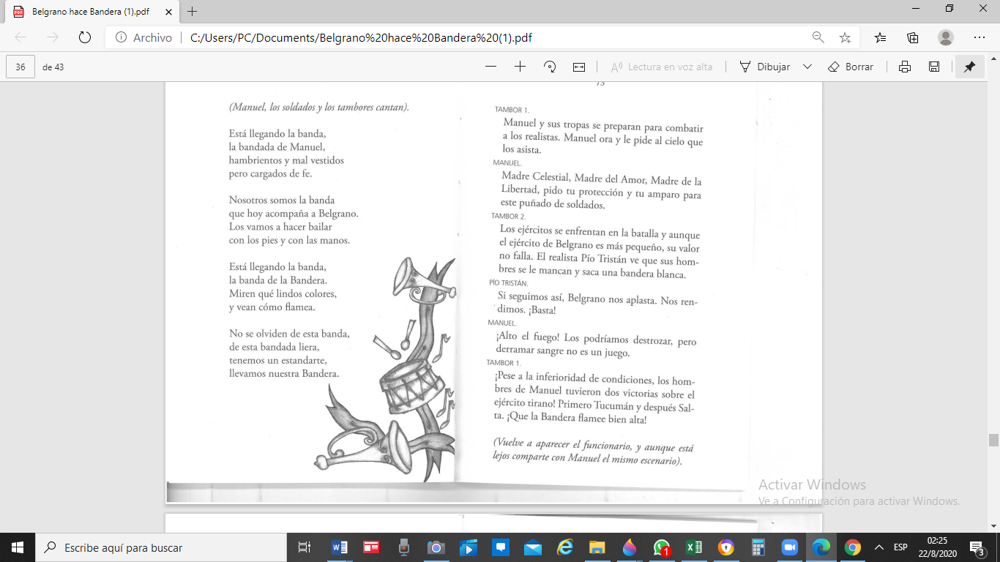 Belgrano hace Bandera (1).pdf
Archivo
C:/Users/PC/Documents/Belgrano%20hace%20Bandera%20(1).pdf
36
de 43
Lectura en voz alta
Dibujar
Borrar
(Manuel, los soldados y los tambores cantan).
Está llegando la banda,
la bandada de Manuel,
hambrientos y mal vestidos
pero cargados de fe.
Nosotros somos la banda
que hoy acompaña a Belgrano.
Los vamos a hacer bailar
con los pies y con las manos.
Está llegando la banda,
la banda de la Bandera.
Miren qué lindos colores,
y vean cómo flamea.
No se olviden de esta banda,
de esta bandada liera,
tenemos un estandarte,
llevamos nuestra Bandera.
TAMBOR 1.
Manuel y sus tropas se preparan para combatir
a los realistas. Manuel ora y le pide al cielo que
los asista.
MANUEL.
Madre Celestial, Madre del Amor, Madre de la
Libertad, pido tu protección y tu amparo para
este puñado de soldados.
TAMBOR 2.
Los ejércitos se enfrentan en la batalla y aunque
el ejército de Belgrano es más pequeño, su valor
no falla. El realista Pío Tristán ve que sus hom-
bres se le mancan y saca una bandera blanca.
PÍO TRISTÁN.
Si seguimos así, Belgrano nos aplasta. Nos ren-
dimos. ¡Basta!
MANUEL.
¡Alto el fuego! Los podríamos destrozar, pero
derramar sangre no es un juego.
TAMBOR 1.
¡Pese a la inferioridad de condiciones, los hom-
bres de Manuel tuvieron dos victorias sobre el
ejército tirano! Primero Tucumán y después Sal-
ta. ¡Que la Bandera flamee bien alta!
(Vuelve a aparecer el funcionario, y aunque está
lejos comparte con Manuel el mismo escenario).
Activar Windows
Ve a Configuración para activar Windows.
Escribe aquí para buscar
1
ESP
02:25
22/8/2020
3